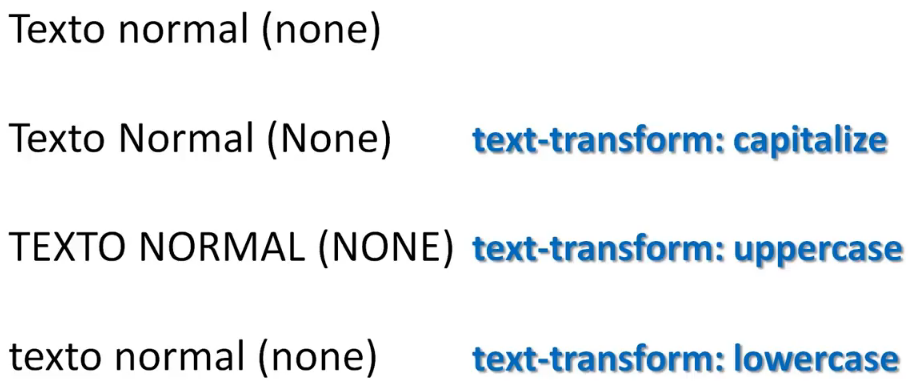 Texto normal (none)
Texto Normal (None) text-transform: capitalize
TEXTO NORMAL (NONE) text-transform: uppercase
texto normal (none) text-transform: lowercase